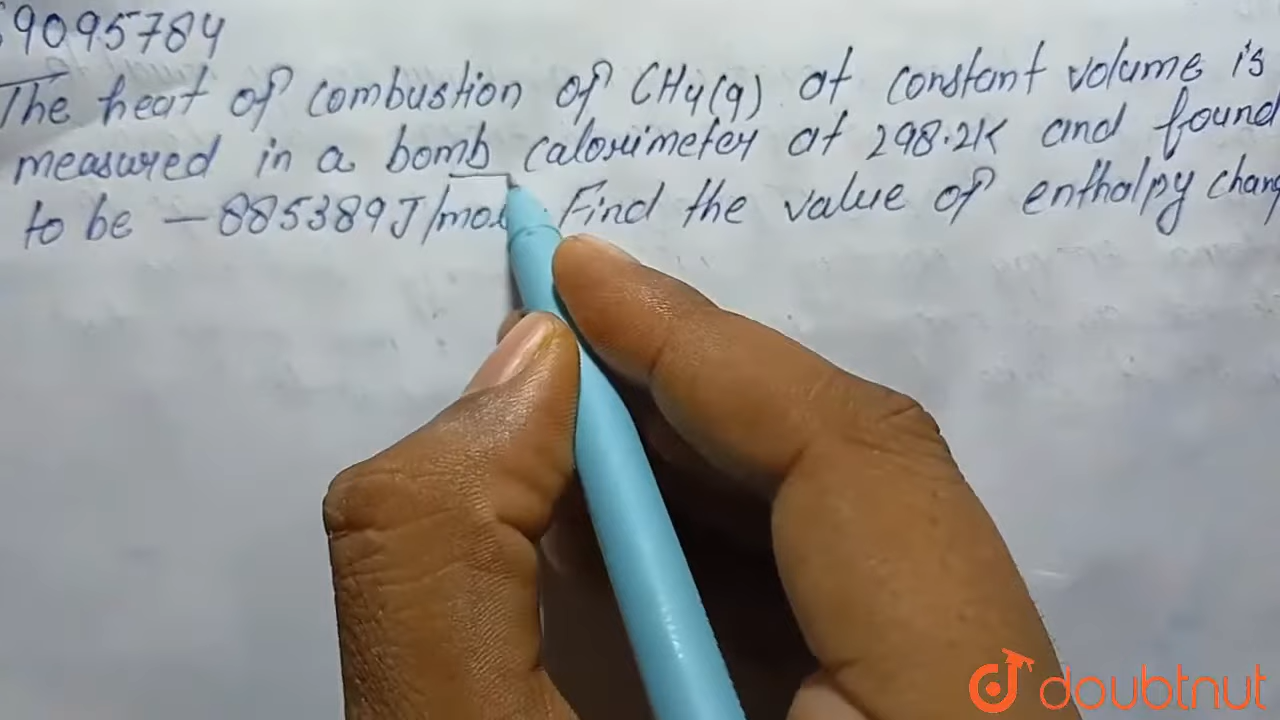 9095784
The heat of combustion of CH4(g) at constant volume is
measured in a bomb calorimeter at 298.2K and found
to be -885389J/mol Find the value of enthalpy chang
doubtnut